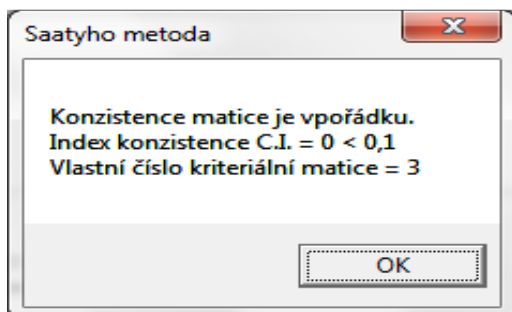 Saatyho metoda
Konzistence matice je vpořádku.
Index konzistence C.I. = 0 < 0,1
Vlastní číslo kriteriální matice = 3
OK